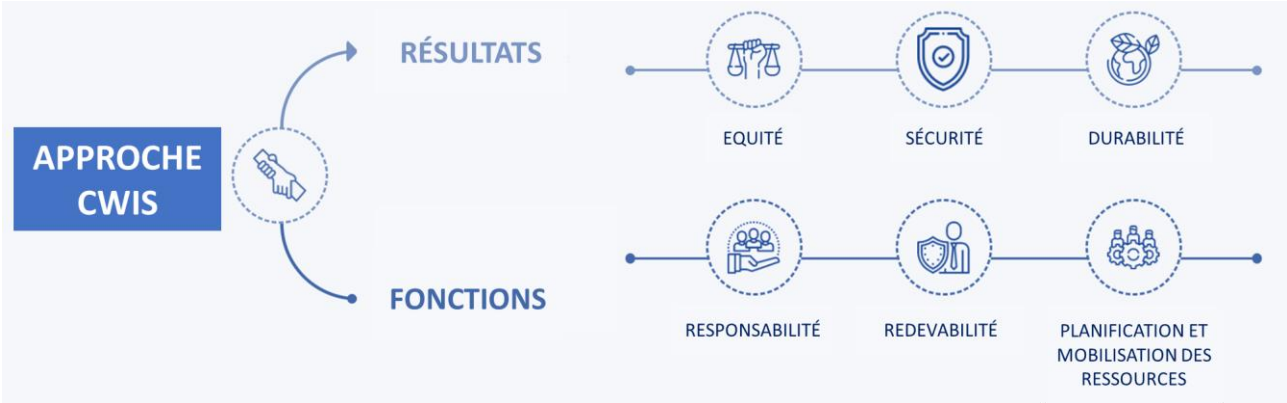 APPROCHE
CWIS
RÉSULTATS
EQUITÉ
SÉCURITÉ
DURABILITÉ
FONCTIONS
RESPONSABILITÉ
REDEVABILITÉ
PLANIFICATION ET
MOBILISATION DES
RESSOURCES